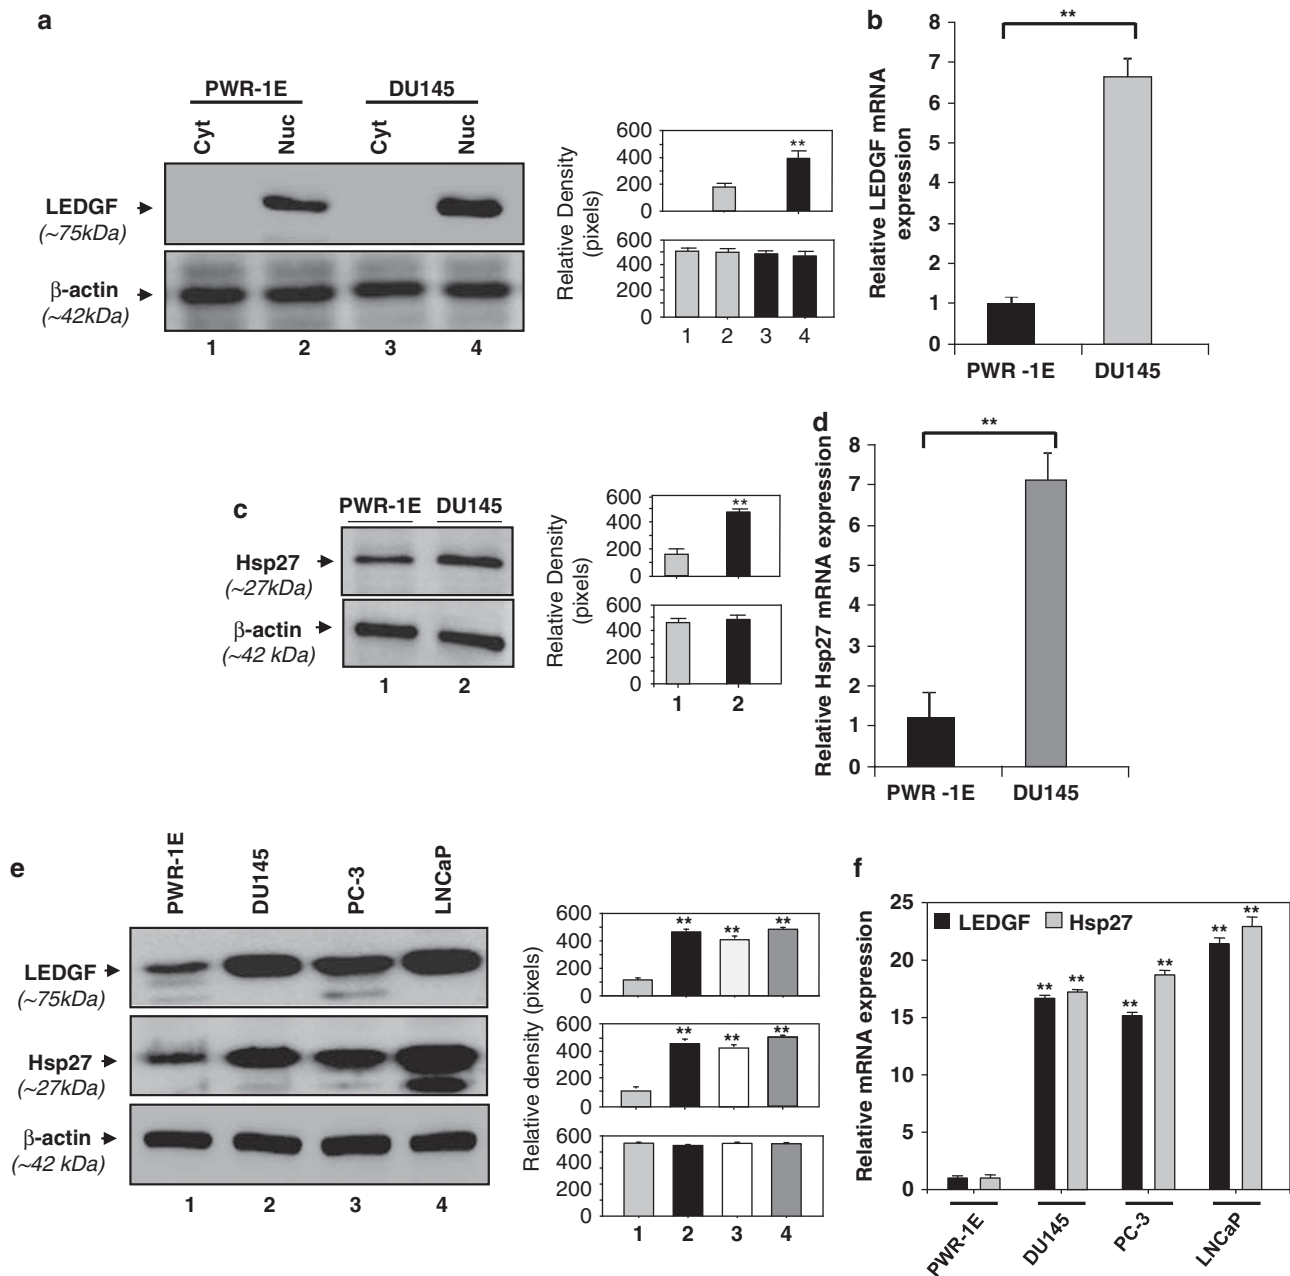 a
PWR-1E DU145
Cyt Nuc Cyt Nuc
LEDGF
(~75kDa)
β-actin
(~42kDa)
1 2 3 4
Relative Density
(pixels)
600
400
200
0
**
600
400
200
0
1 2 3 4
b
Relative LEDGF mRNA
expression
8
7
6
5
4
3
2
1
0
**
PWR -1E DU145
c
PWR-1E DU145
Hsp27
(~27kDa)
β-actin
(~42 kDa)
1 2
Relative Density
(pixels)
600
400
200
0
**
600
400
200
0
1 2
d
Relative Hsp27 mRNA expression
8
7
6
5
4
3
2
1
0
**
PWR -1E DU145
e
PWR-1E DU145 PC-3 LNCaP
LEDGF
(~75kDa)
Hsp27
(~27kDa)
β-actin
(~42 kDa)
1 2 3 4
Relative density (pixels)
600
400
200
0
** ** **
600
400
200
0
** ** **
600
400
200
0
1 2 3 4
f
Relative mRNA expression
25
20
15
10
5
0
LEDGF Hsp27
** ** ** ** ** **
PWR-1E DU145 PC-3 LNCaP